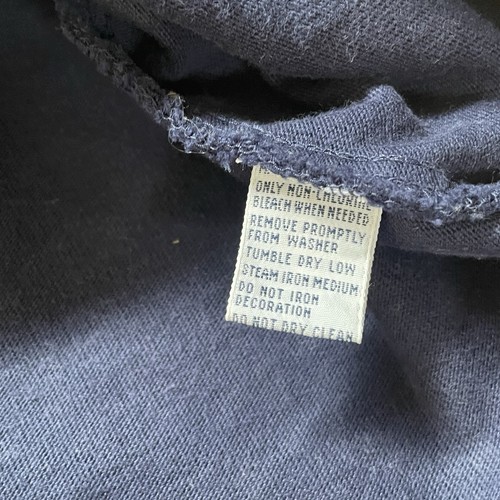 ONLY NON-CHLORINE
BLEACH WHEN NEEDED
REMOVE PROMPTLY
FROM WASHER
TUMBLE DRY LOW
STEAM IRON MEDIUM
DO NOT IRON
DECORATION
DO NOT DRY CLEAN